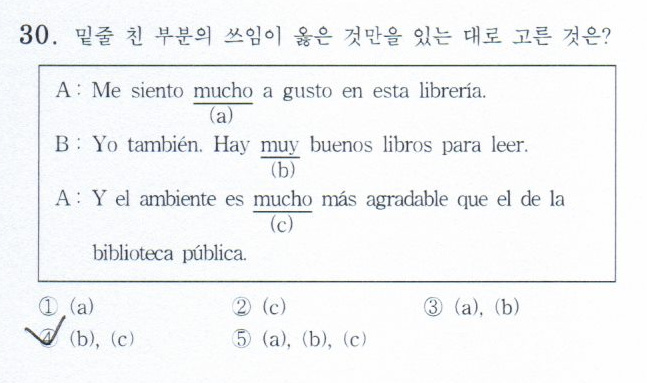 30. 밑줄 친 부분의 쓰임이 옳은 것만을 있는 대로 고른 것은?
A : Me siento mucho a gusto en esta librería.
(a)
B : Yo también. Hay muy buenos libros para leer.
(b)
A : Y el ambiente es mucho más agradable que el de la
(c)
biblioteca pública.
① (a) ② (c) ③ (a), (b)
④ (b), (c) ⑤ (a), (b), (c)